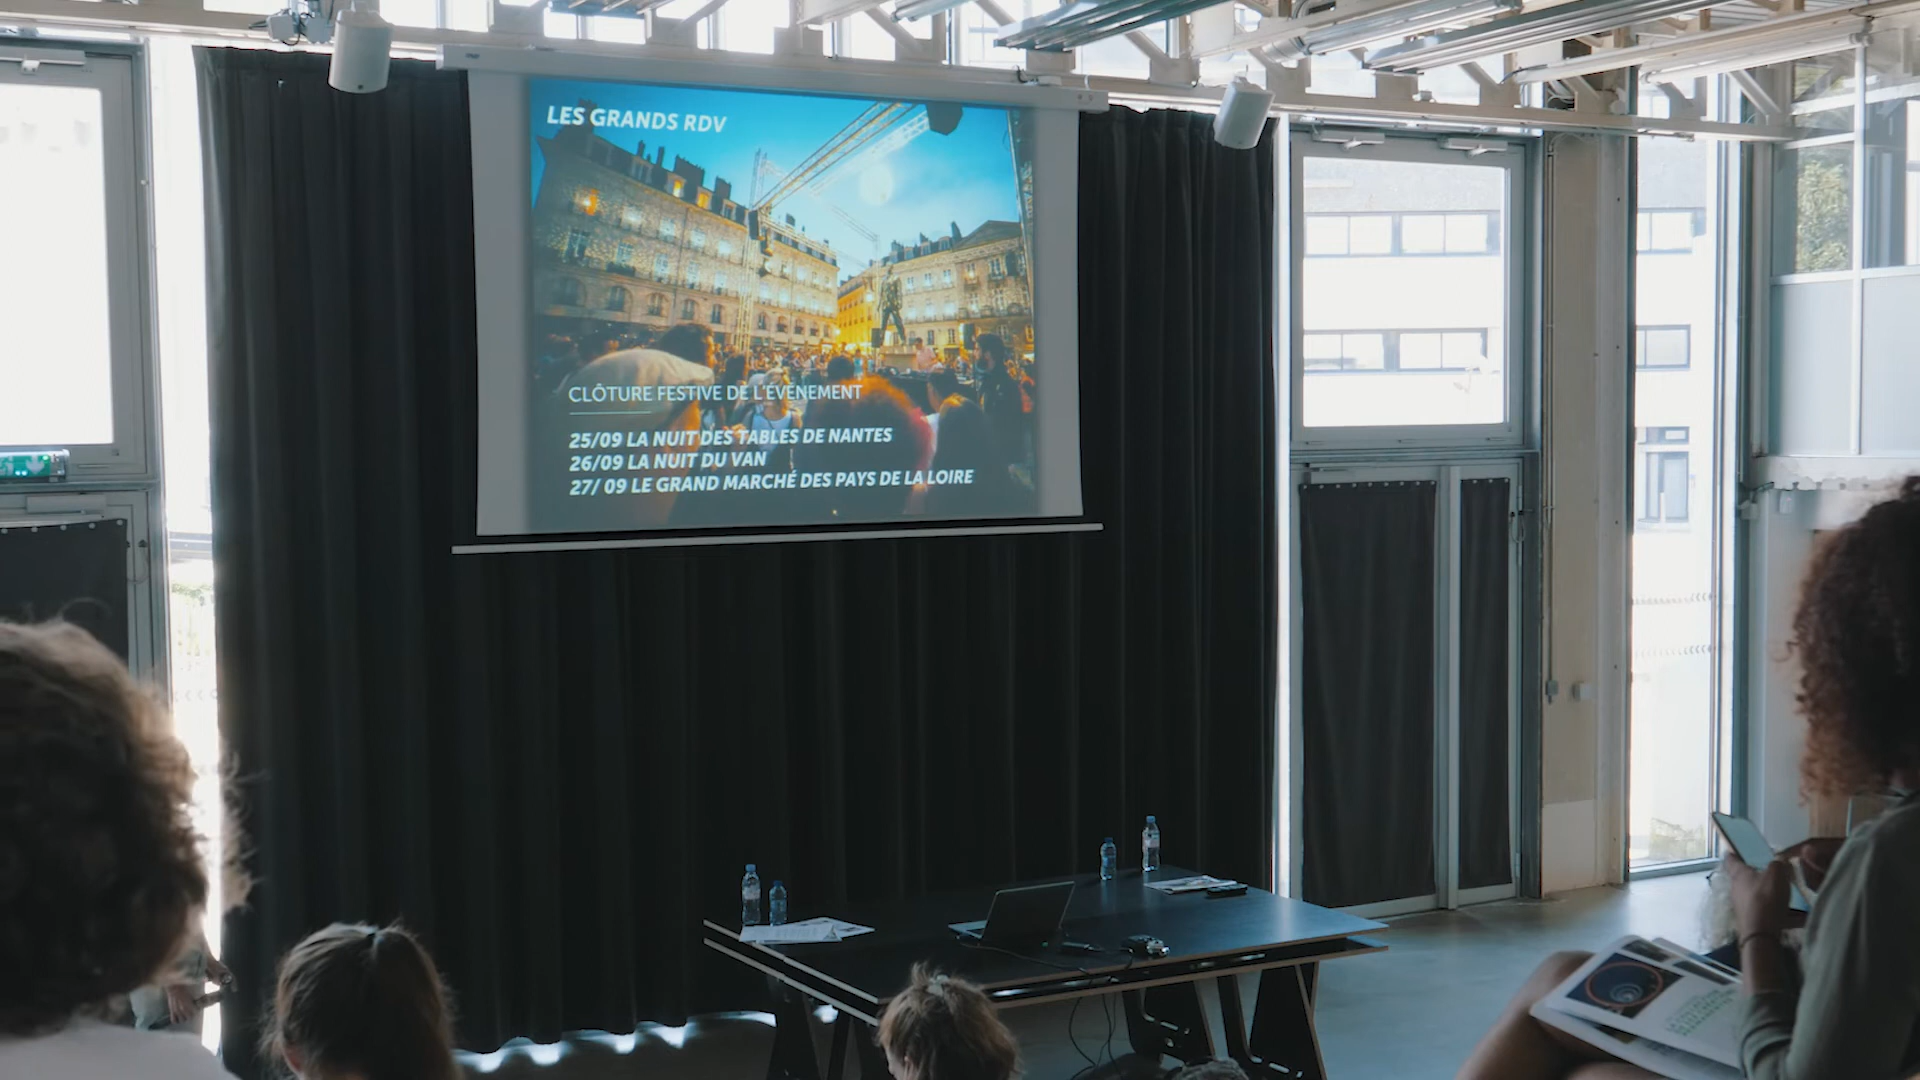 LES GRANDS RDV
CLÔTURE FESTIVE DE L'ÉVÉNEMENT
25/09 LA NUIT DES TABLES DE NANTES
26/09 LA NUIT DU VAN
27/ 09 LE GRAND MARCHÉ DES PAYS DE LA LOIRE